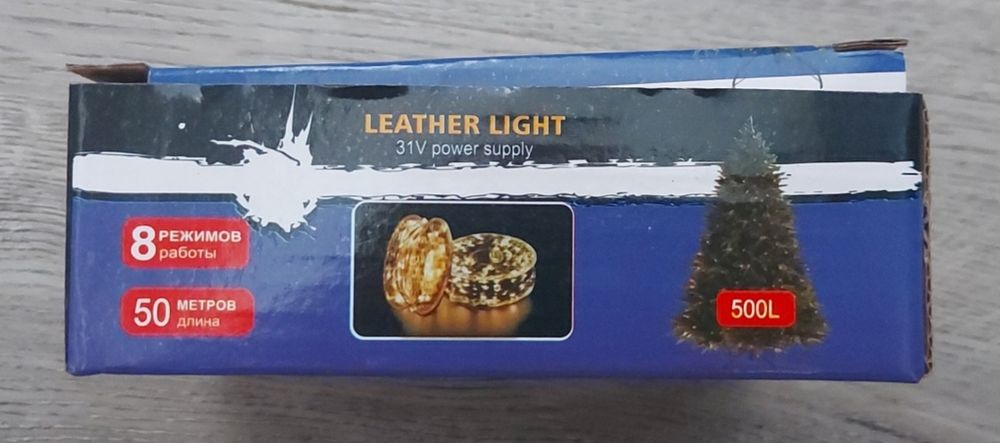 LEATHER LIGHT
31V power supply
8 РЕЖИМОВ
работы
50 МЕТРОВ
длина
500L